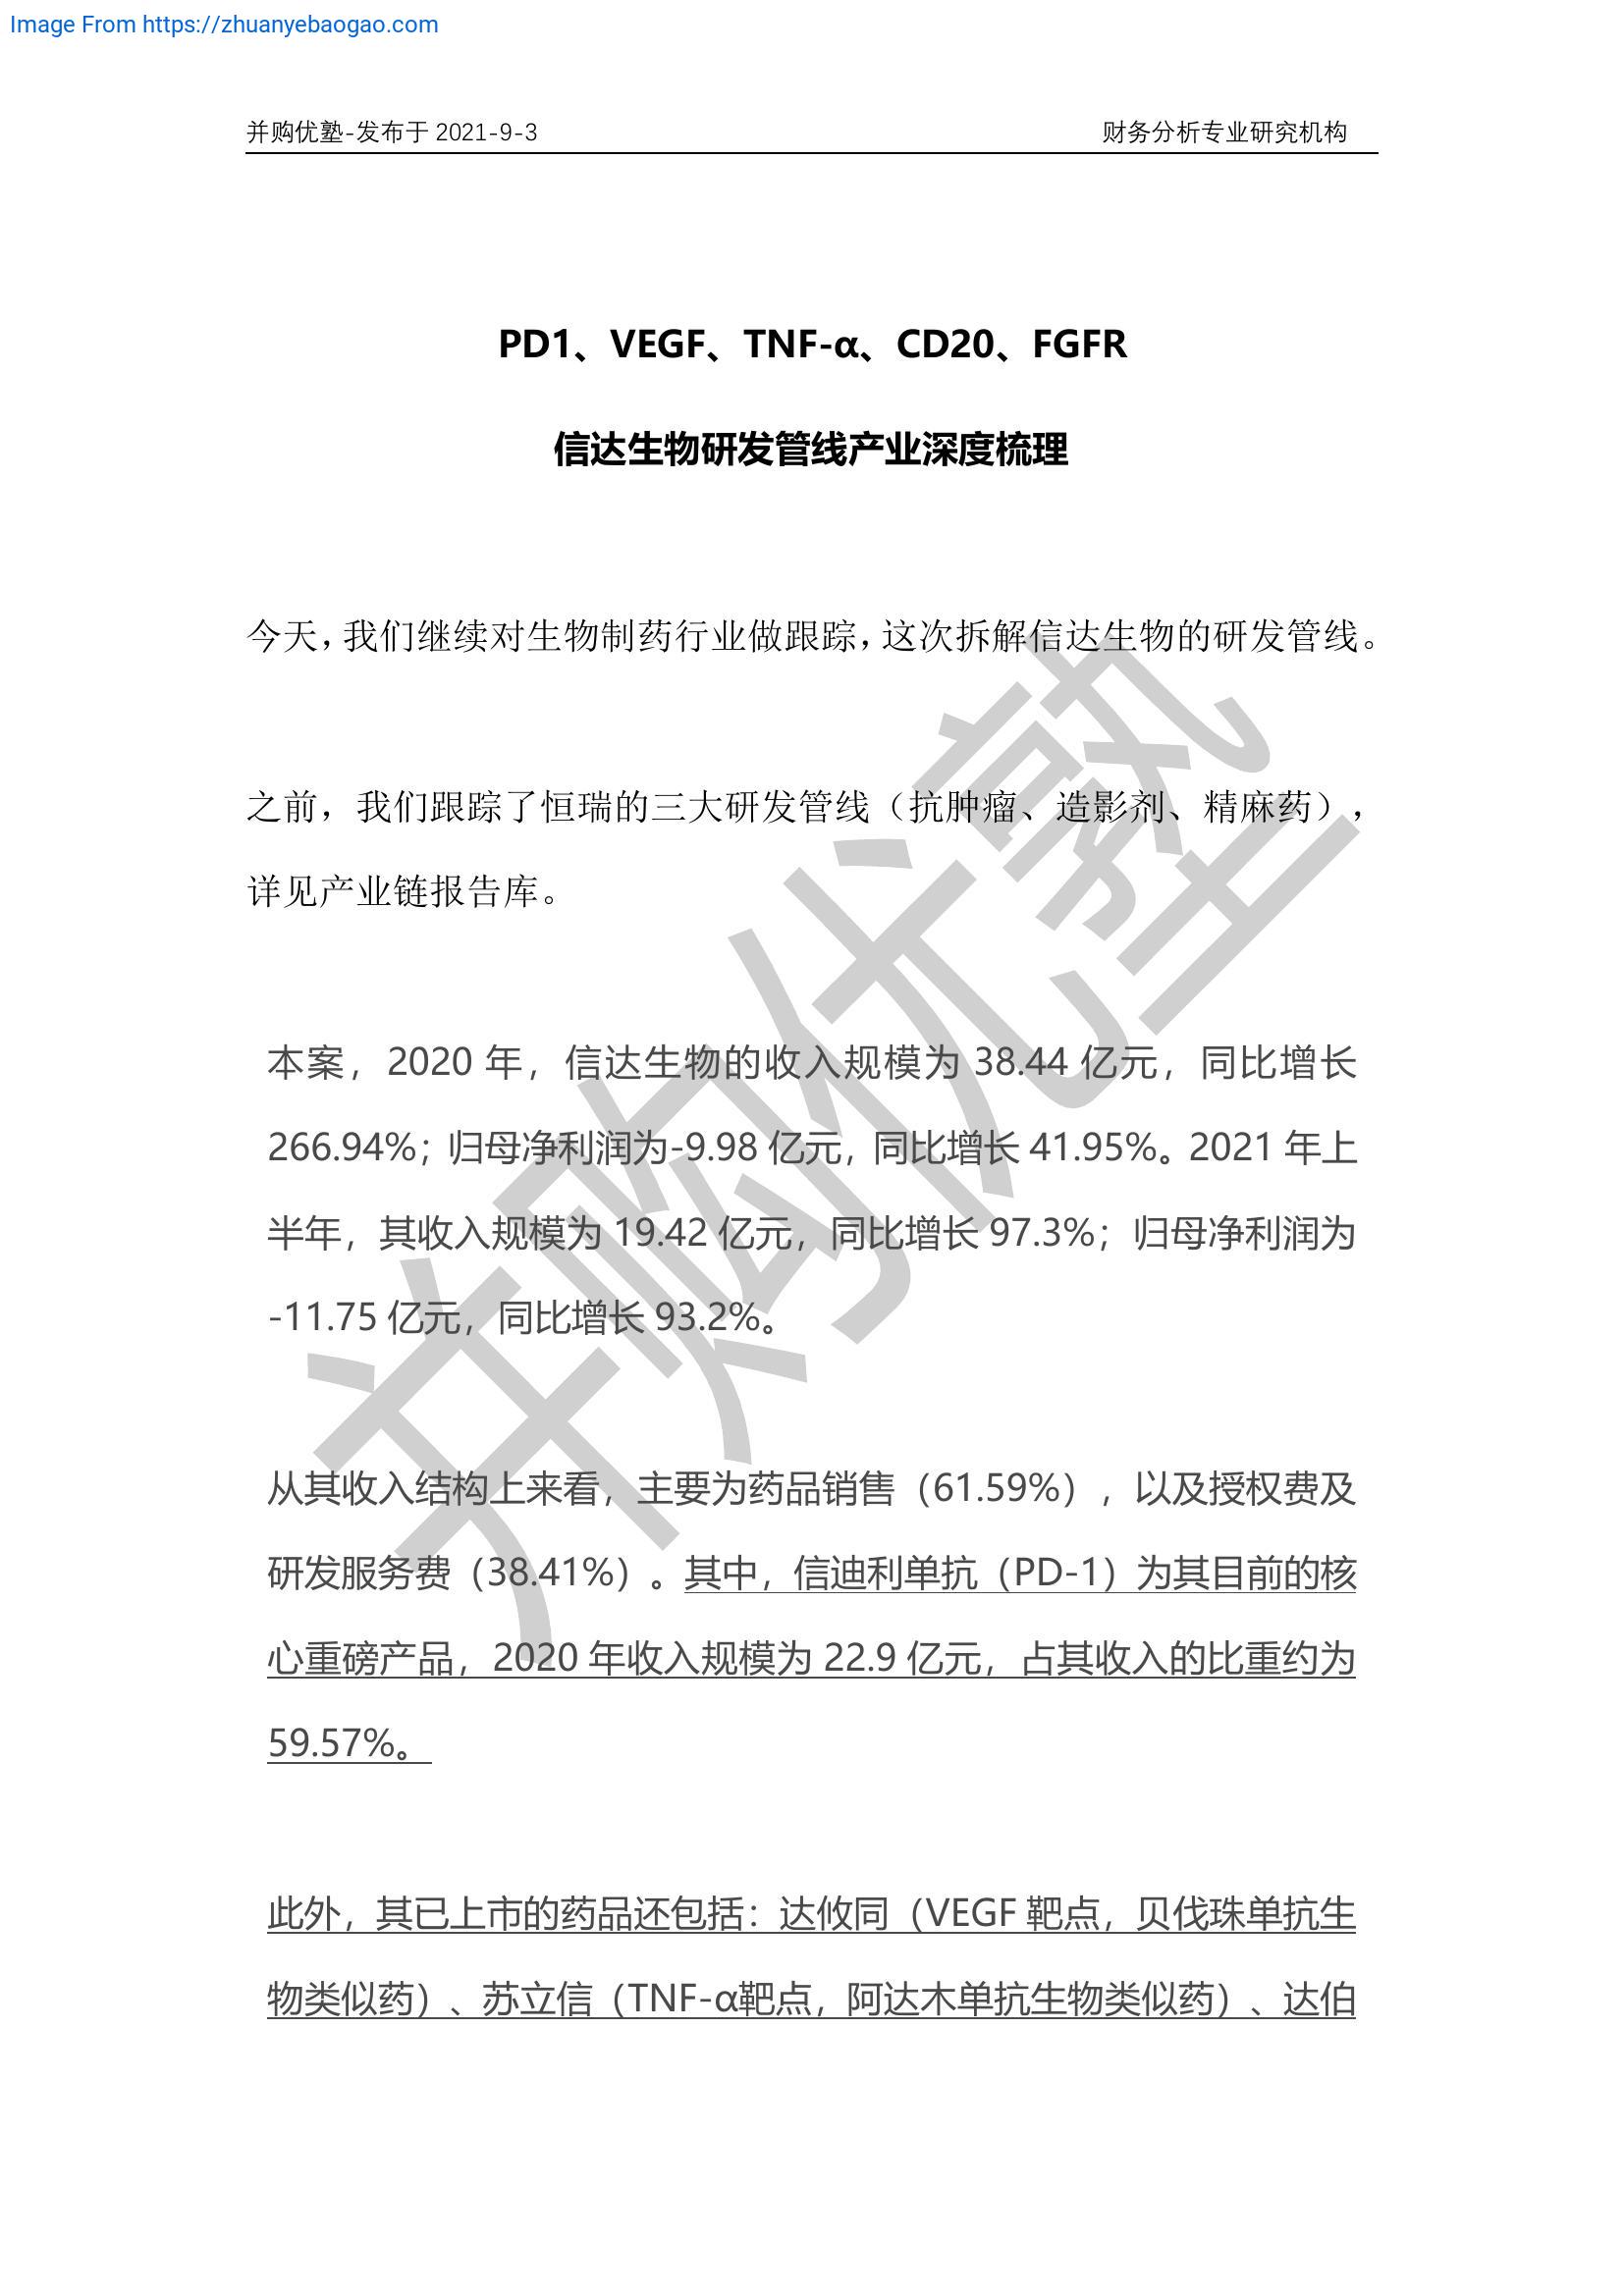 Image From https://zhuanyebaogao.com
并购优塾-发布于 2021-9-3 财务分析专业研究机构
PD1、VEGF、TNF-α、CD20、FGFR
信达生物研发管线产业深度梳理
今天，我们继续对生物制药行业做跟踪，这次拆解信达生物的研发管线。
之前，我们跟踪了恒瑞的三大研发管线（抗肿瘤、造影剂、精麻药），
详见产业链报告库。
本案，2020 年，信达生物的收入规模为 38.44 亿元，同比增长
266.94%；归母净利润为-9.98 亿元，同比增长 41.95%。2021 年上
半年，其收入规模为 19.42 亿元，同比增长 97.3%；归母净利润为
-11.75 亿元，同比增长 93.2%。
从其收入结构上来看，主要为药品销售（61.59%），以及授权费及
研发服务费（38.41%）。其中，信迪利单抗（PD-1）为其目前的核
心重磅产品，2020 年收入规模为 22.9 亿元，占其收入的比重约为
59.57%。
此外，其已上市的药品还包括：达攸同（VEGF 靶点，贝伐珠单抗生
物类似药）、苏立信（TNF-α靶点，阿达木单抗生物类似药）、达伯
并购优塾